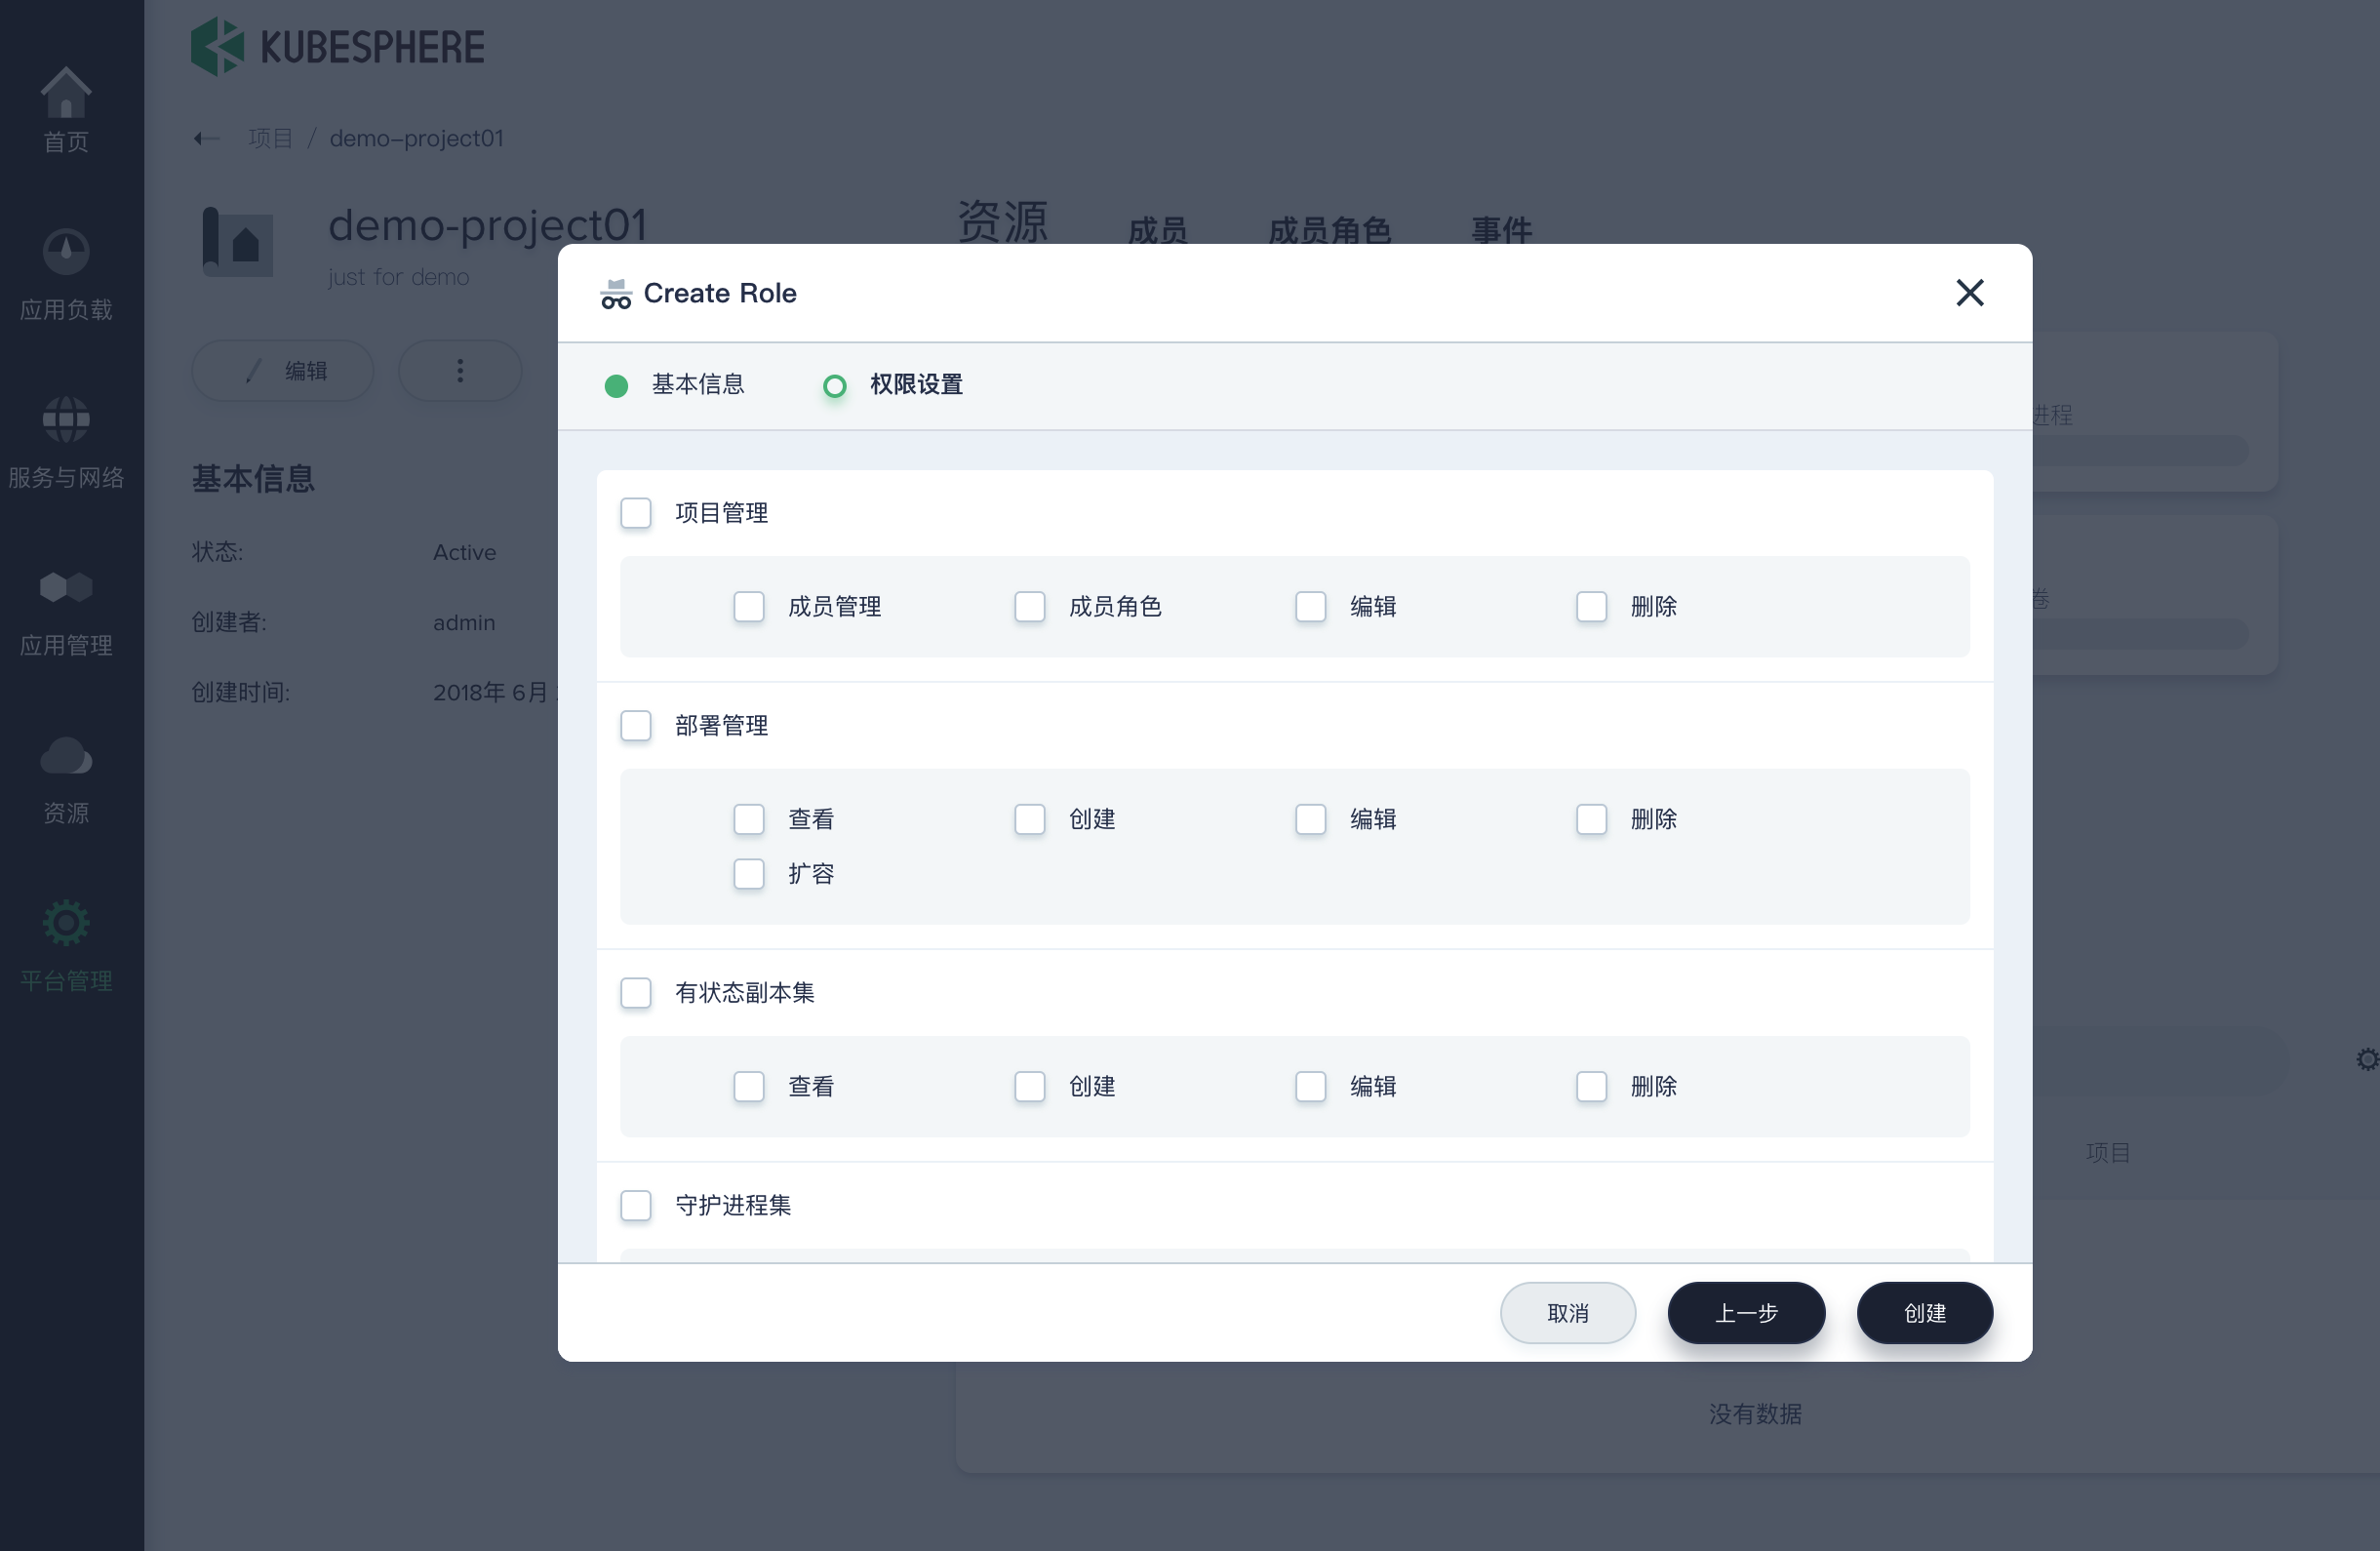 KUBESPHERE
首页
应用负载
服务与网络
应用管理
资源
平台管理
项目 / demo-project01
demo-project01
just for demo
资源 成员 成员角色 事件
编辑
基本信息
状态: Active
创建者: admin
创建时间: 2018年 6月
进程
卷
项目
没有数据
Create Role
基本信息 权限设置
项目管理
成员管理 成员角色 编辑 删除
部署管理
查看 创建 编辑 删除
扩容
有状态副本集
查看 创建 编辑 删除
守护进程集
取消 上一步 创建